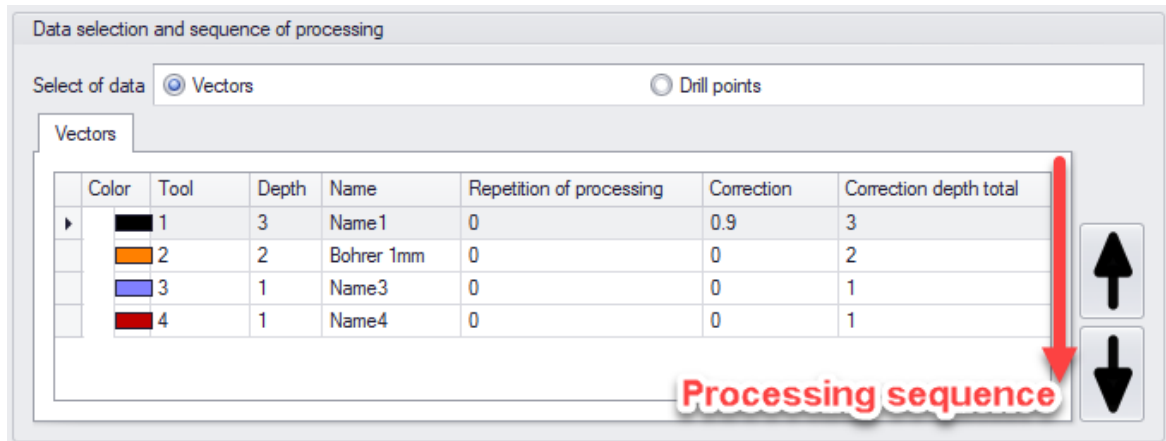 Data selection and sequence of processing
Select of data Vectors Drill points
Vectors
Color Tool Depth Name Repetition of processing Correction Correction depth total
1 3 Name1 0 0.9 3
2 2 Bohrer 1mm 0 0 2
3 1 Name3 0 0 1
4 1 Name4 0 0 1
Processing sequence